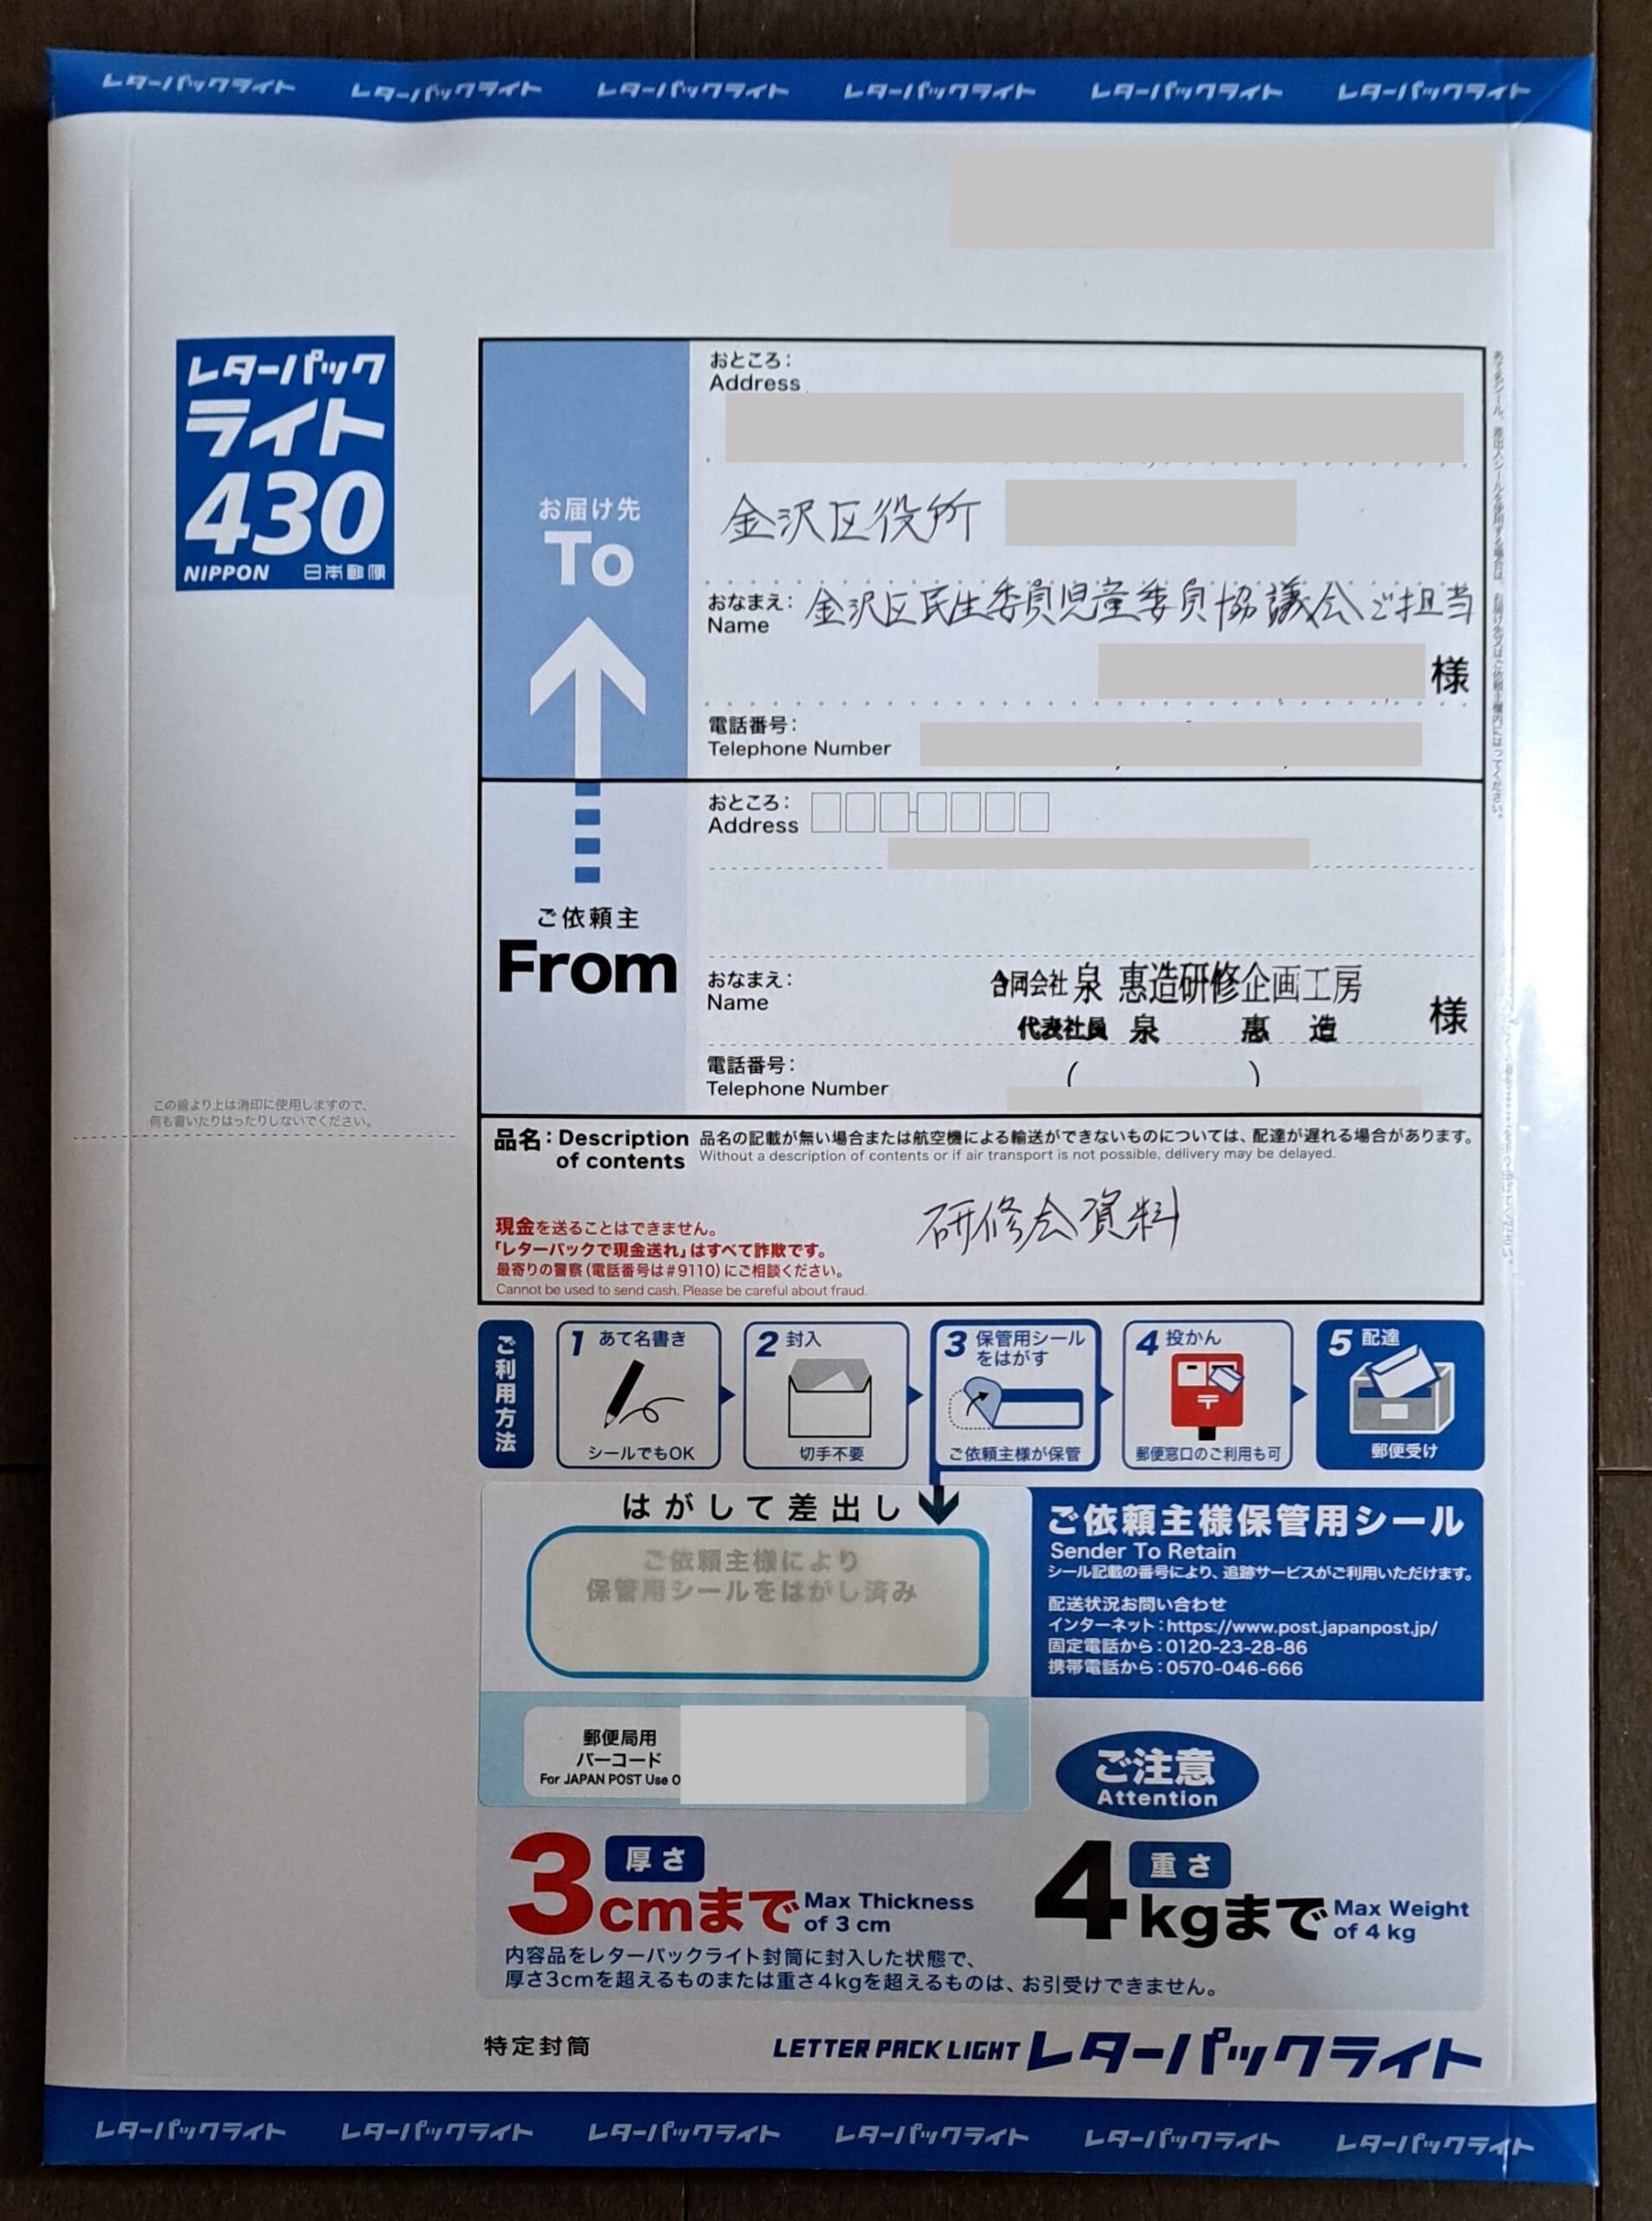 レターパックライト レターパックライト レターパックライト レターパックライト レターパックライト レターパックライト
レターパック
ライト
430
NIPPON 日本郵便
お届け先
To
おところ:
Address
金沢区役所
おなまえ:
Name
金沢区民生委員児童委員協議会ご担当
様
電話番号:
Telephone Number
ご依頼主
From
おところ:
Address
おなまえ:
Name
合同会社 泉 惠造研修企画工房
代表社員 泉 惠 造
様
電話番号:
Telephone Number
( )
この線より上は消印に使用しますので、
何も書いたりはったりしないでください。
品名:Description of contents
品名の記載が無い場合または航空機による輸送ができないものについては、配達が遅れる場合があります。
Without a description of contents or if air transport is not possible, delivery may be delayed.
研修会資料
現金を送ることはできません。
「レターパックで現金送れ」はすべて詐欺です。
最寄りの警察(電話番号は#9110)にご相談ください。
Cannot be used to send cash. Please be careful about fraud.
ご利用方法
1 あて名書き
シールでもOK
2 封入
切手不要
3 保管用シールをはがす
ご依頼主様が保管
4 投かん
郵便窓口のご利用も可
5 配達
郵便受け
はがして差出し
ご依頼主様により
保管用シールをはがし済み
ご依頼主様保管用シール
Sender To Retain
シール記載の番号により、追跡サービスがご利用いただけます。
配送状況お問い合わせ
インターネット:https://www.post.japanpost.jp/
固定電話から:0120-23-28-86
携帯電話から:0570-046-666
郵便局用
バーコード
For JAPAN POST Use O
ご注意
Attention
厚さ
3cmまで
Max Thickness
of 3 cm
重さ
4kgまで
Max Weight
of 4 kg
内容品をレターパックライト封筒に封入した状態で、
厚さ3cmを超えるものまたは重さ4kgを超えるものは、お引受けできません。
特定封筒
LETTER PACK LIGHT レターパックライト
レターパックライト レターパックライト レターパックライト レターパックライト レターパックライト レターパックライト